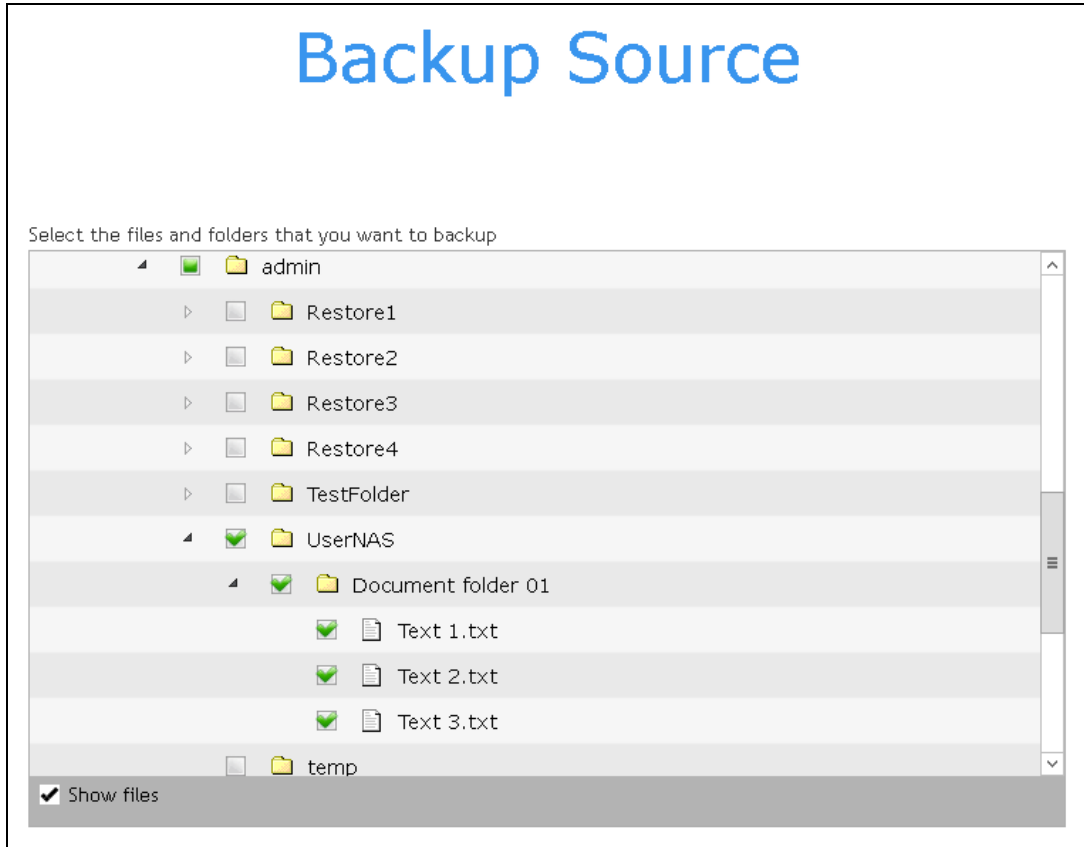 Backup Source
Select the files and folders that you want to backup
admin
Restore1
Restore2
Restore3
Restore4
TestFolder
UserNAS
Document folder 01
Text 1.txt
Text 2.txt
Text 3.txt
temp
Show files